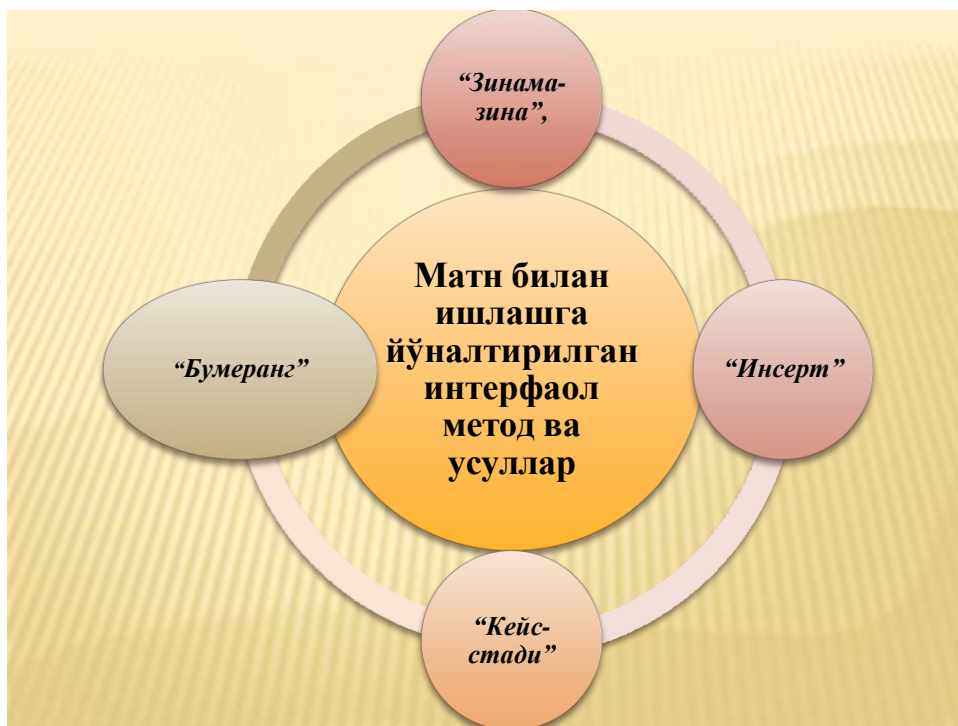 “Зинама-
зина”,
Матн билан
ишлашга
йўналтирилган
интерфаол
метод ва
усуллар
“Бумеранг”
“Инсерт”
“Кейс-
стади”